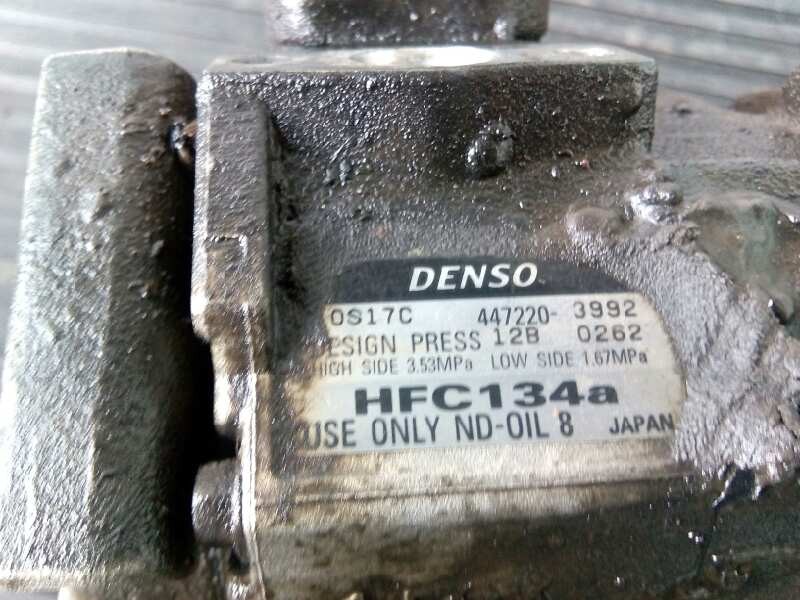 DENSO
0S17C 447220-3992
DESIGN PRESS 12B 0262
HIGH SIDE 3.53MPa LOW SIDE 1.67MPa
HFC134a
USE ONLY ND-OIL 8 JAPAN